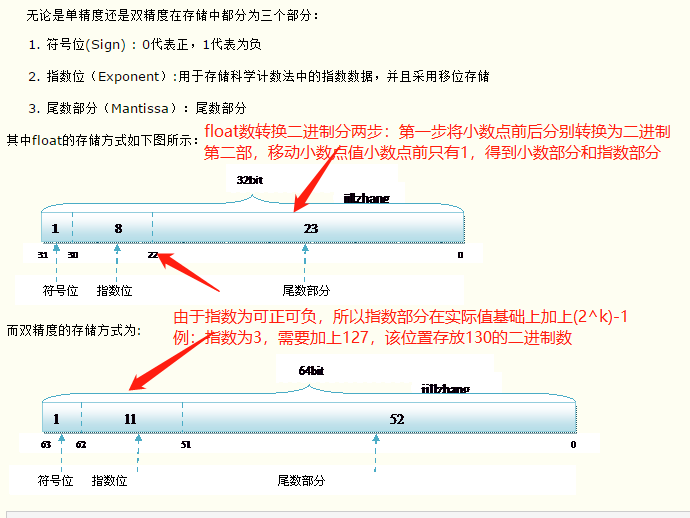 无论是单精度还是双精度在存储中都分为三个部分：
1. 符号位(Sign) : 0代表正，1代表为负
2. 指数位（Exponent）:用于存储科学计数法中的指数数据，并且采用移位存储
3. 尾数部分（Mantissa）：尾数部分
其中float的存储方式如下图所示：
float数转换二进制分两步：第一步将小数点前后分别转换为二进制
第二部，移动小数点值小数点前只有1，得到小数部分和指数部分
32bit
jillzhang
1 8 23
31 30 22 0
符号位 指数位 尾数部分
由于指数为可正可负，所以指数部分在实际值基础上加上(2^k)-1
例：指数为3，需要加上127，该位置存放130的二进制数
而双精度的存储方式为:
64bit
jillzhang
1 11 52
63 62 51 0
符号位 指数位 尾数部分